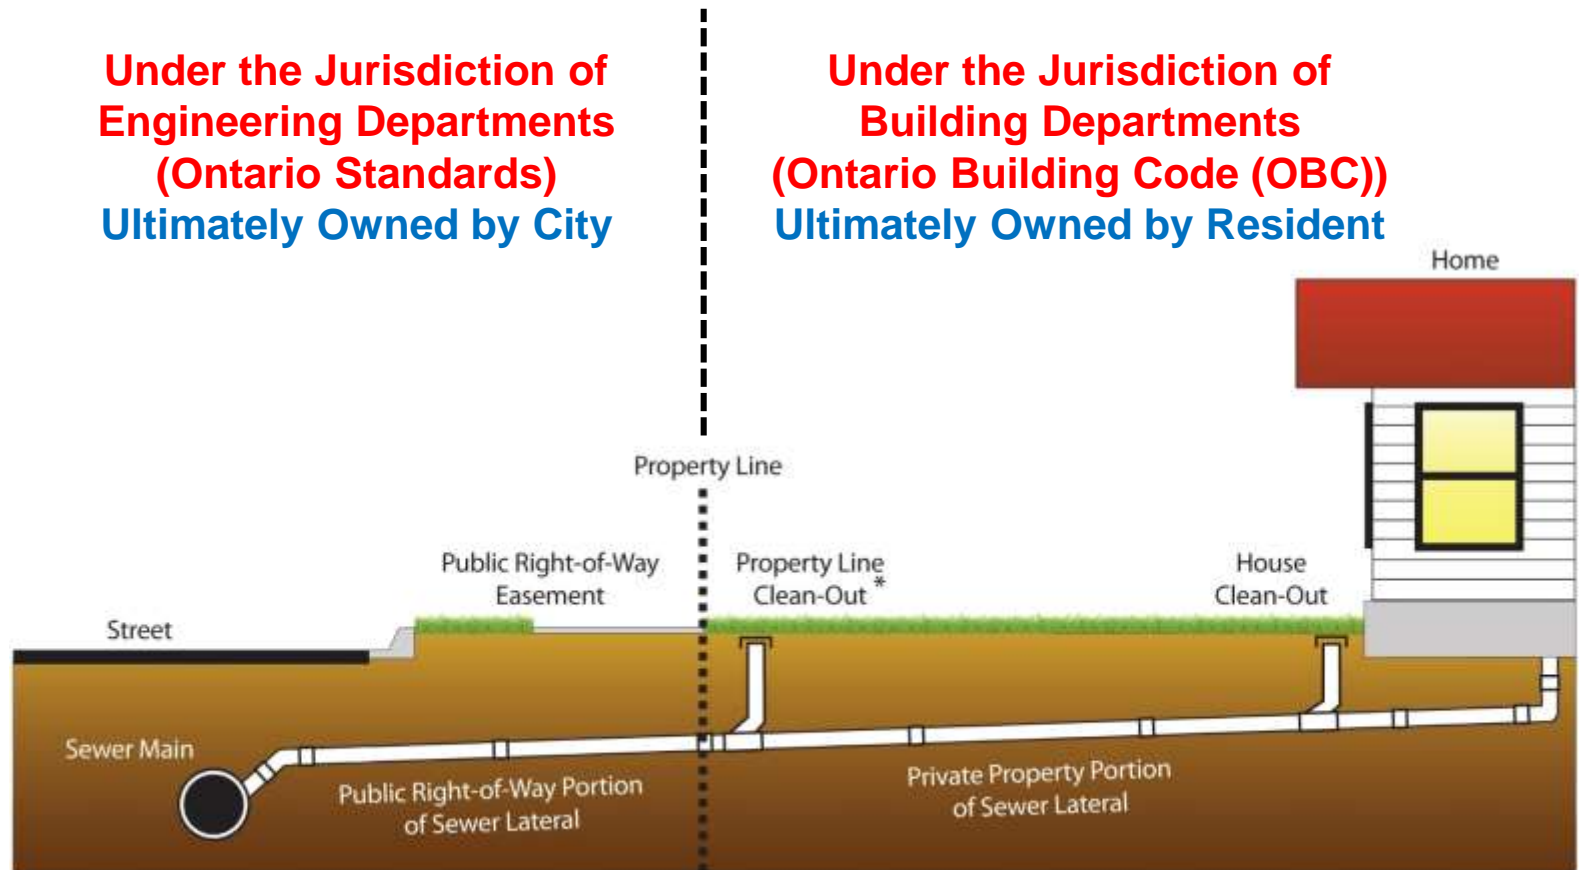 Under the Jurisdiction of
Engineering Departments
(Ontario Standards)
Ultimately Owned by City
Under the Jurisdiction of
Building Departments
(Ontario Building Code (OBC))
Ultimately Owned by Resident
Home
Property Line
Public Right-of-Way
Easement
Property Line
Clean-Out *
House
Clean-Out
Street
Sewer Main
Public Right-of-Way Portion
of Sewer Lateral
Private Property Portion
of Sewer Lateral